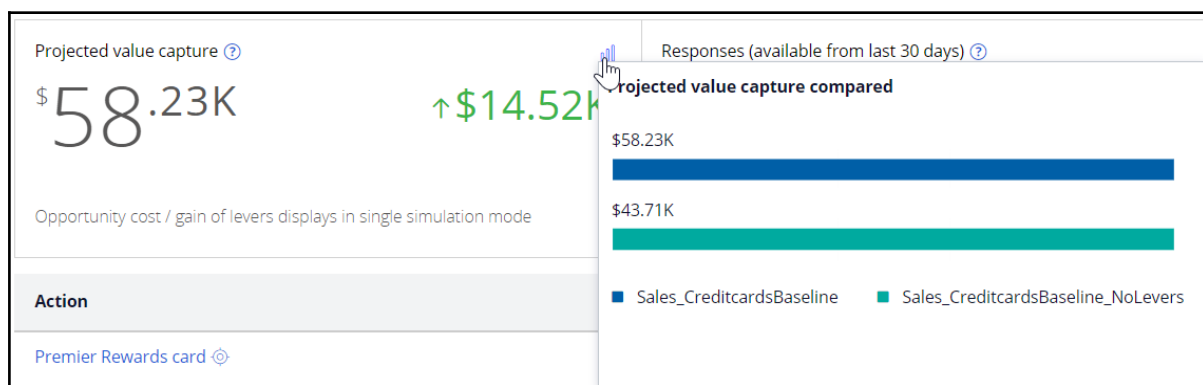 Projected value capture ?
Responses (available from last 30 days) ?
$58.23K
↑$14.52K
Projected value capture compared
$58.23K
$43.71K
Opportunity cost / gain of levers displays in single simulation mode
Sales_CreditcardsBaseline
Sales_CreditcardsBaseline_NoLevers
Action
Premier Rewards card